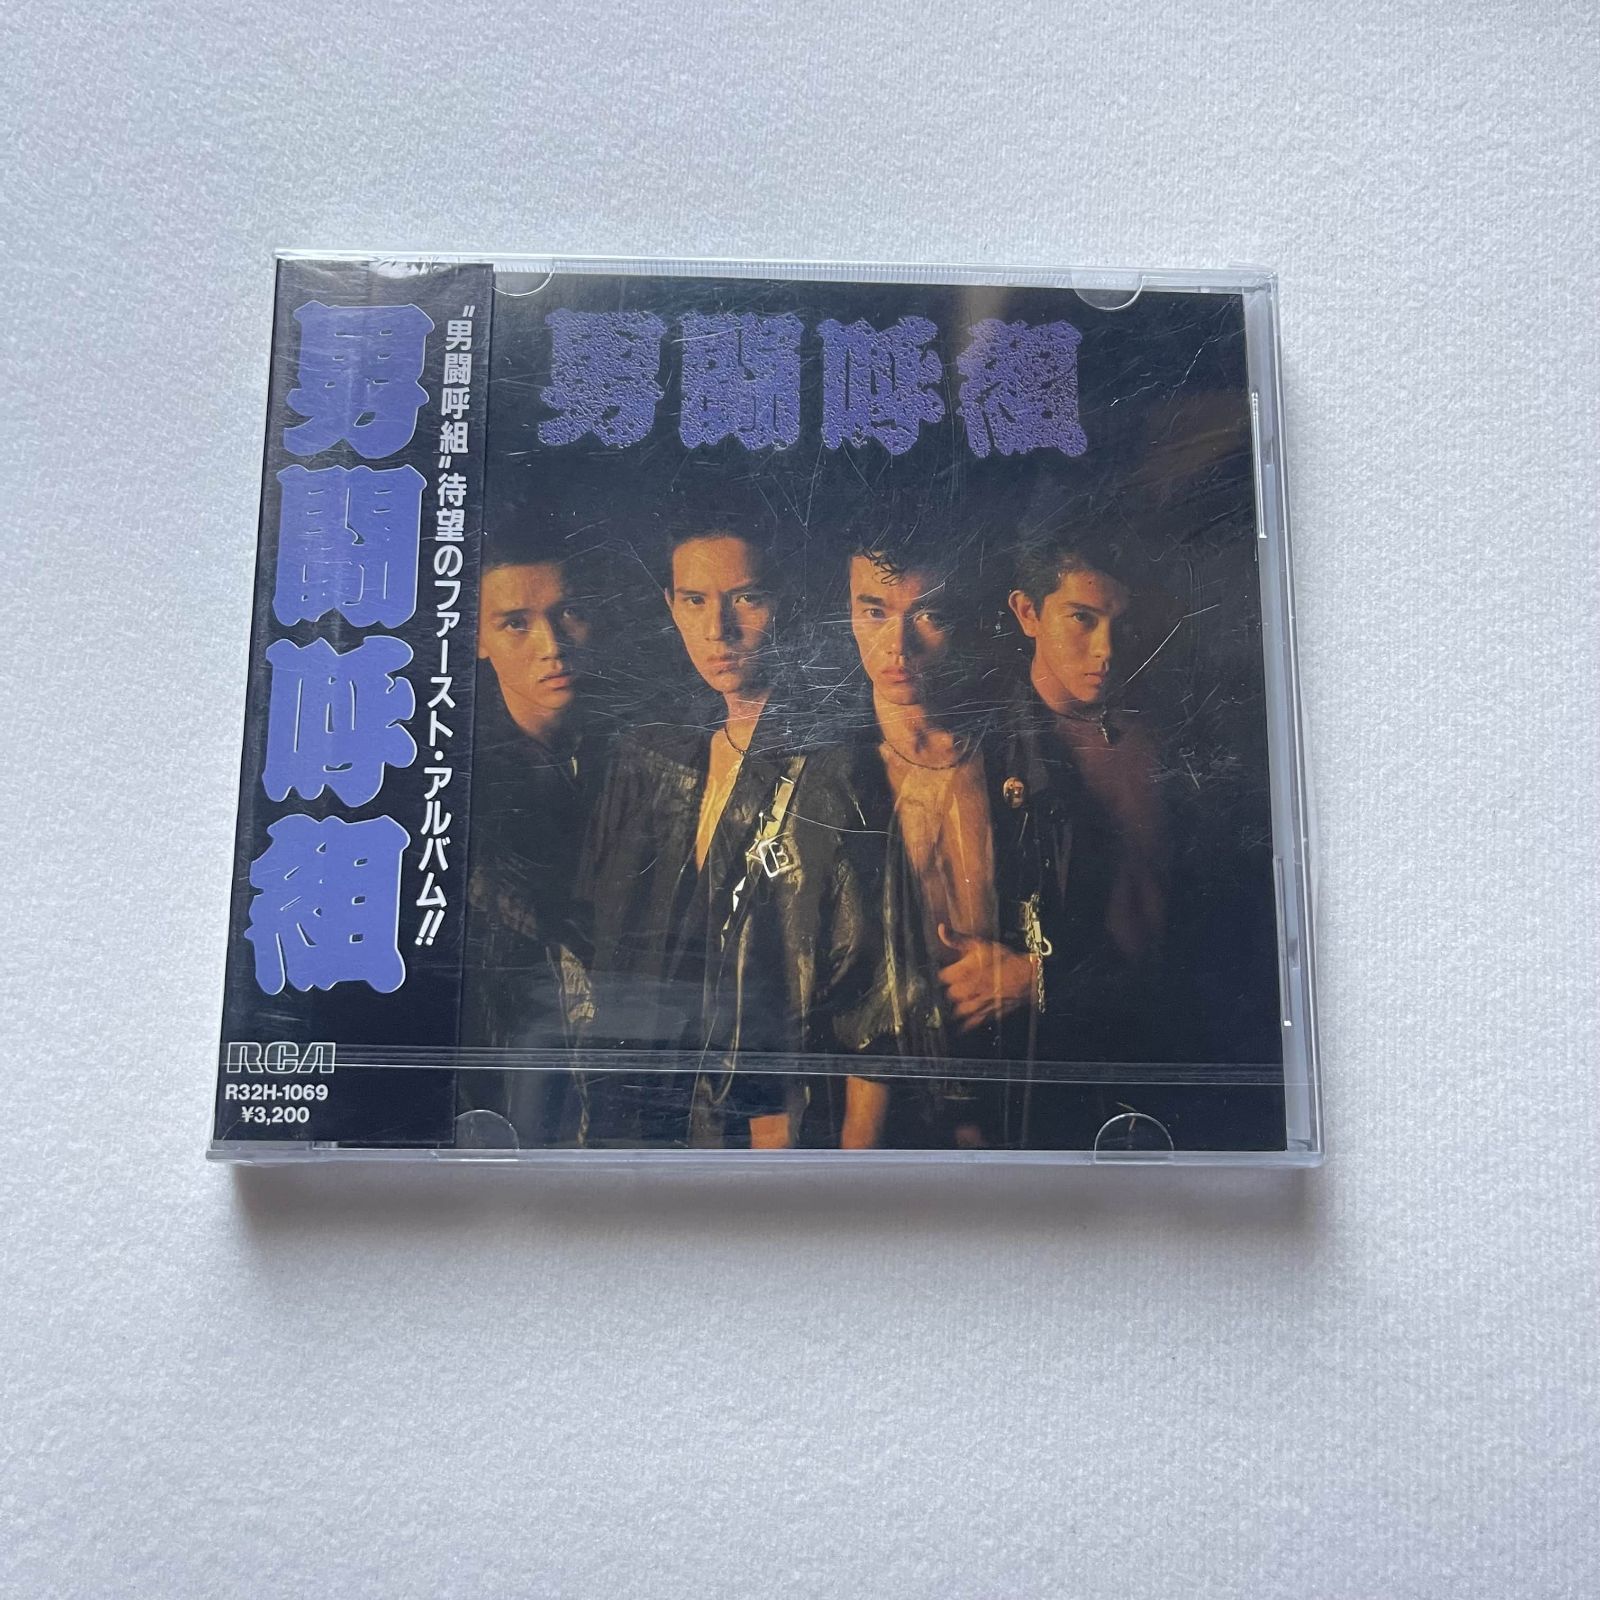 男闘呼組
"男闘呼組"待望のファースト・アルバム!!
RCA
R32H-1069
¥3,200
男闘呼組